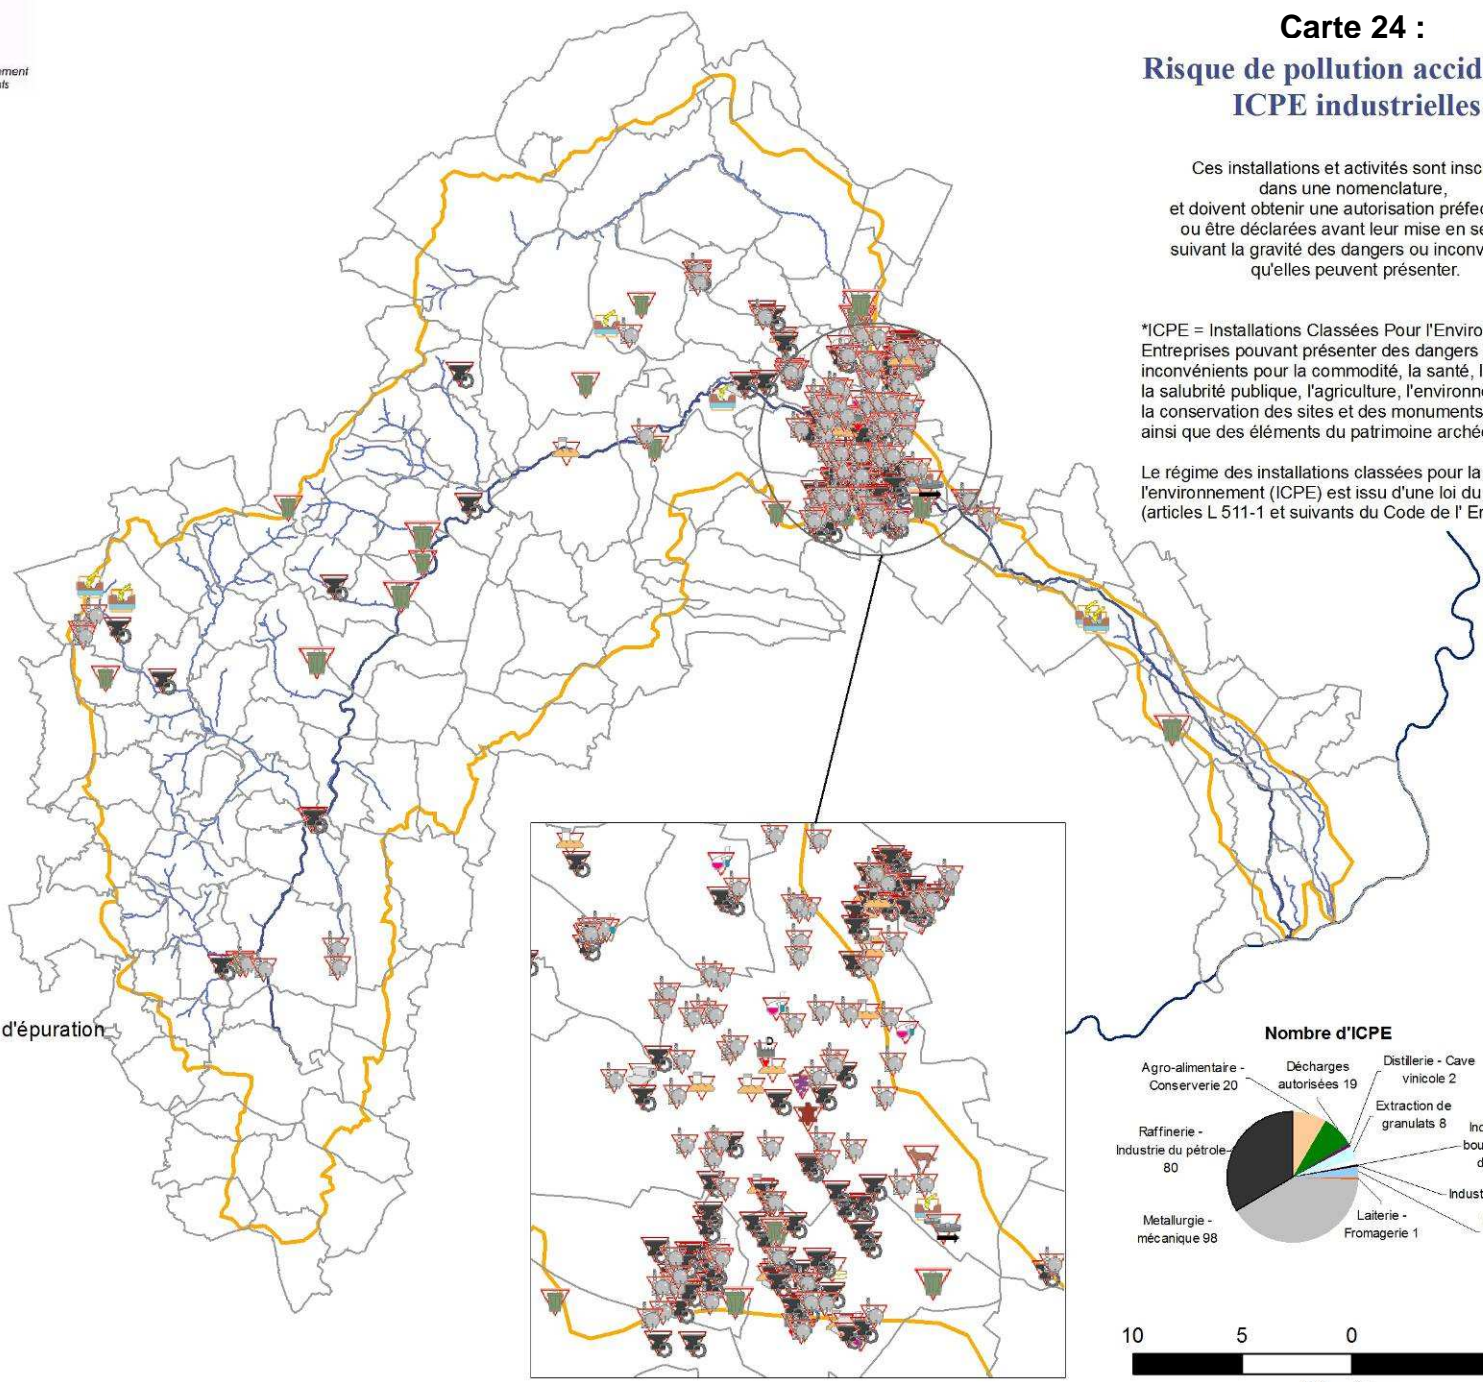 Carte 24 :
Risque de pollution accid
ICPE industrielles
Ces installations et activités sont insc
dans une nomenclature,
et doivent obtenir une autorisation préfec
ou être déclarées avant leur mise en se
suivant la gravité des dangers ou inconv
qu'elles peuvent présenter.
*ICPE = Installations Classées Pour l'Enviro
Entreprises pouvant présenter des dangers
inconvénients pour la commodité, la santé, l
la salubrité publique, l'agriculture, l'environne
la conservation des sites et des monuments
ainsi que des éléments du patrimoine arché
Le régime des installations classées pour la
l'environnement (ICPE) est issu d'une loi du
(articles L 511-1 et suivants du Code de l' En
d'épuration
Nombre d'ICPE
Agro-alimentaire -
Conserverie 20
Décharges
autorisées 19
Distillerie - Cave
vinicole 2
Extraction de
granulats 8
Raffinerie -
Industrie du pétrole
80
Indust
Laiterie -
Fromagerie 1
Metallurgie -
mécanique 98
10 5 0